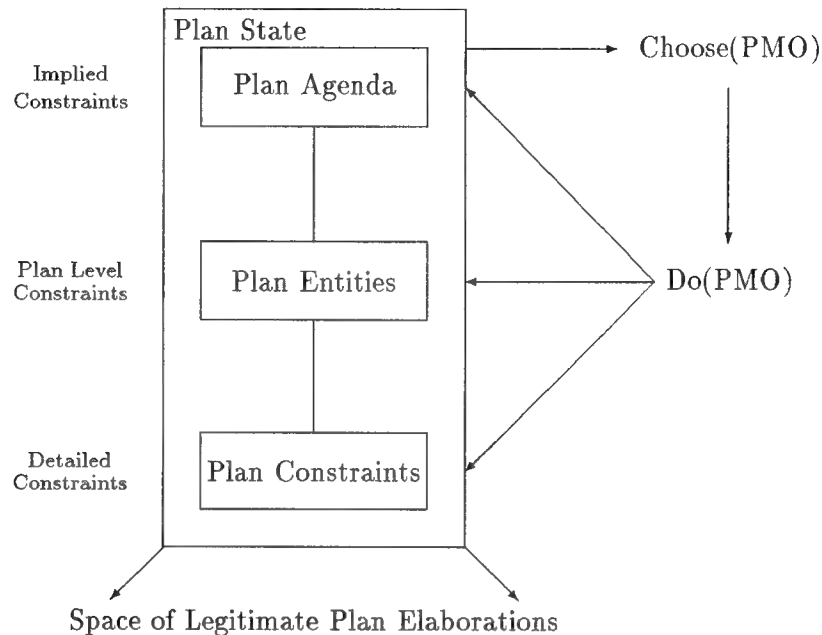 Plan State
Implied
Constraints
Plan Agenda
Choose(PMO)
Plan Level
Constraints
Plan Entities
Do(PMO)
Detailed
Constraints
Plan Constraints
Space of Legitimate Plan Elaborations